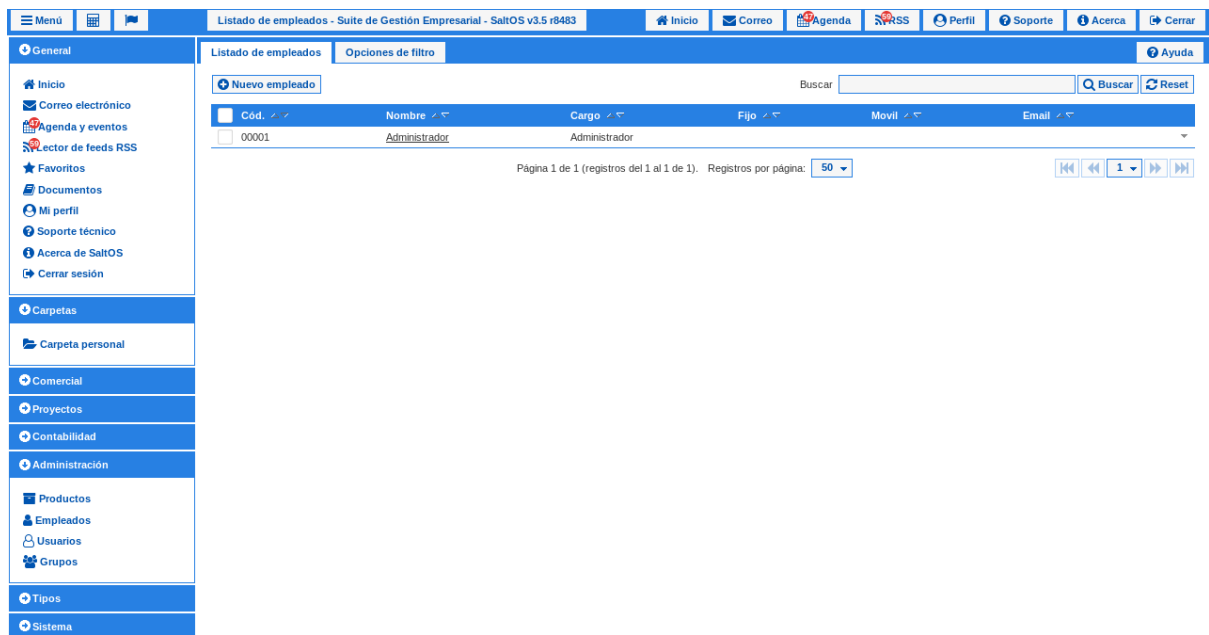 Menú
Listado de empleados - Suite de Gestión Empresarial - SaltOS v3.5 r8483
Inicio
Correo
47
Agenda
59
RSS
Perfil
Soporte
Acerca
Cerrar
General
Inicio
Correo electrónico
47
Agenda y eventos
59
Lector de feeds RSS
Favoritos
Documentos
Mi perfil
Soporte técnico
Acerca de SaltOS
Cerrar sesión
Carpetas
Carpeta personal
Comercial
Proyectos
Contabilidad
Administración
Productos
Empleados
Usuarios
Grupos
Tipos
Sistema
Listado de empleados
Opciones de filtro
Ayuda
Nuevo empleado
Buscar
Buscar
Reset
Cód. Nombre Cargo Fijo Movil Email
00001 Administrador Administrador
Página 1 de 1 (registros del 1 al 1 de 1). Registros por página: 50
1